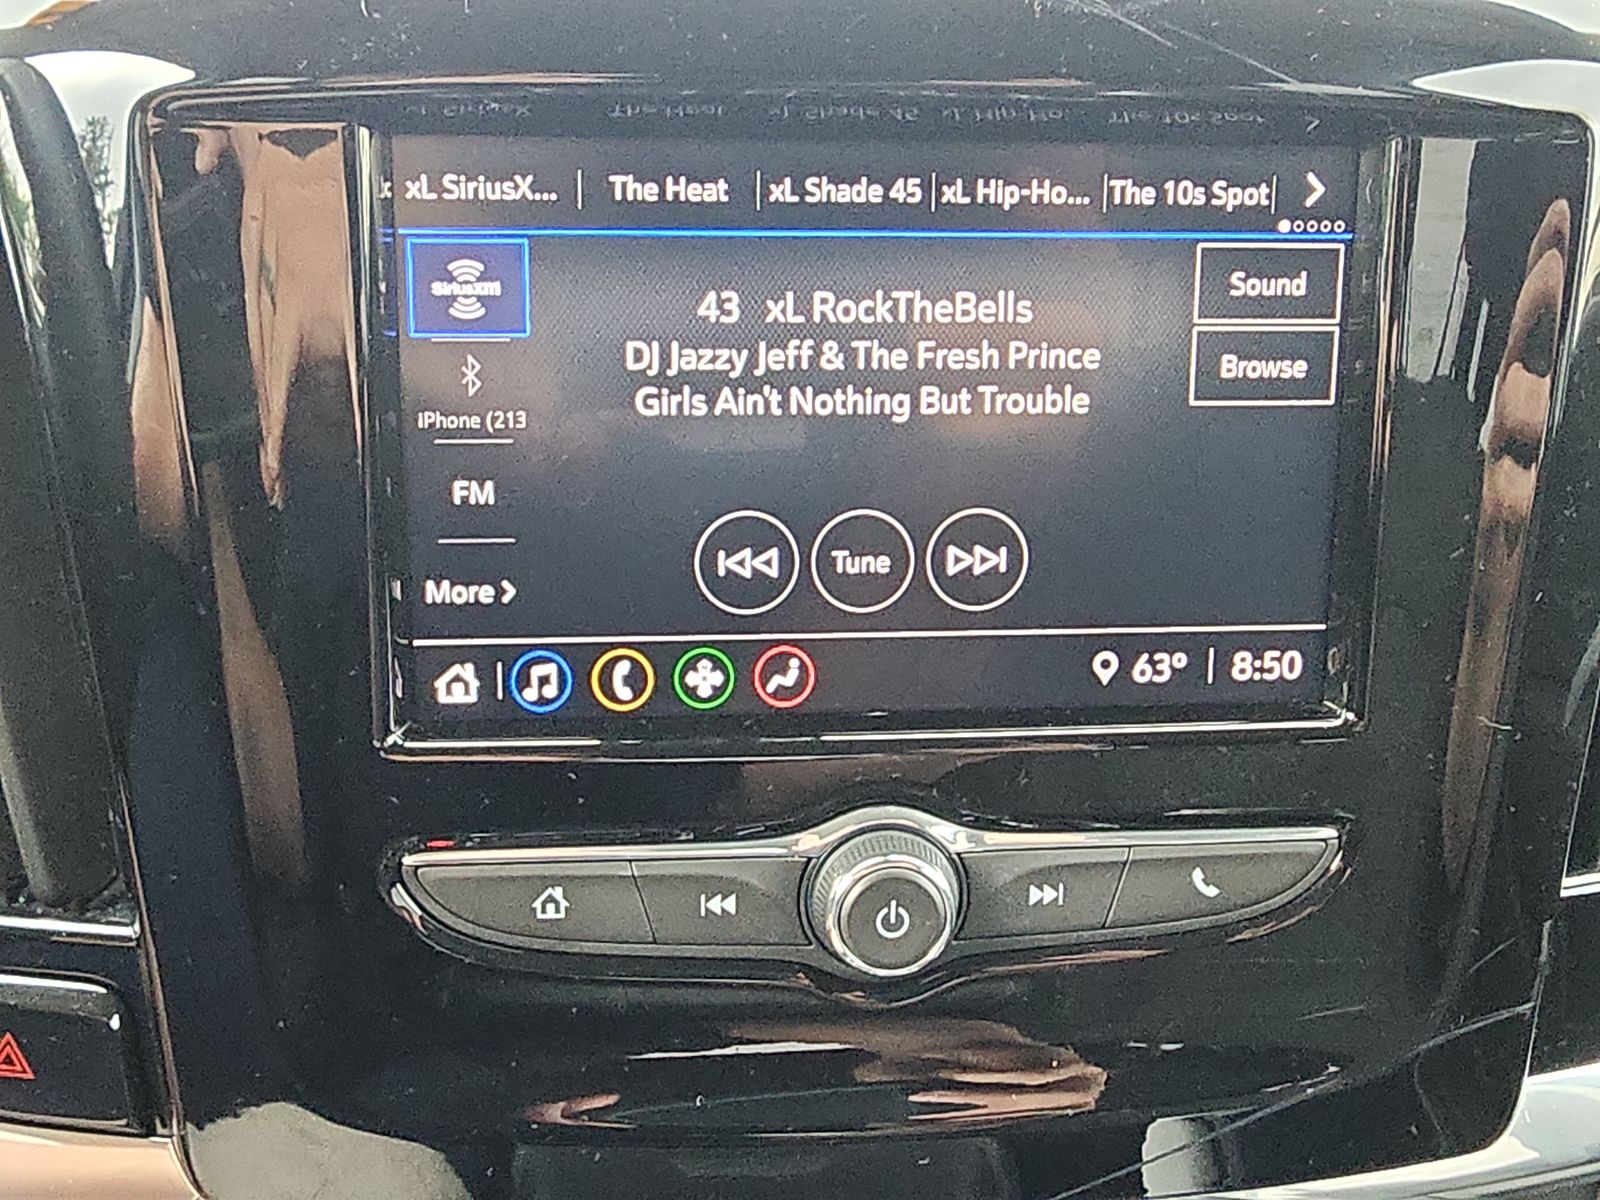 xL SiriusX... | The Heat | xL Shade 45 | xL Hip-Ho... | The 10s Spot |
SiriusXM
Sound
43 xL RockTheBells
DJ Jazzy Jeff & The Fresh Prince
Browse
Girls Ain't Nothing But Trouble
iPhone (213
FM
Tune
More >
63° | 8:50